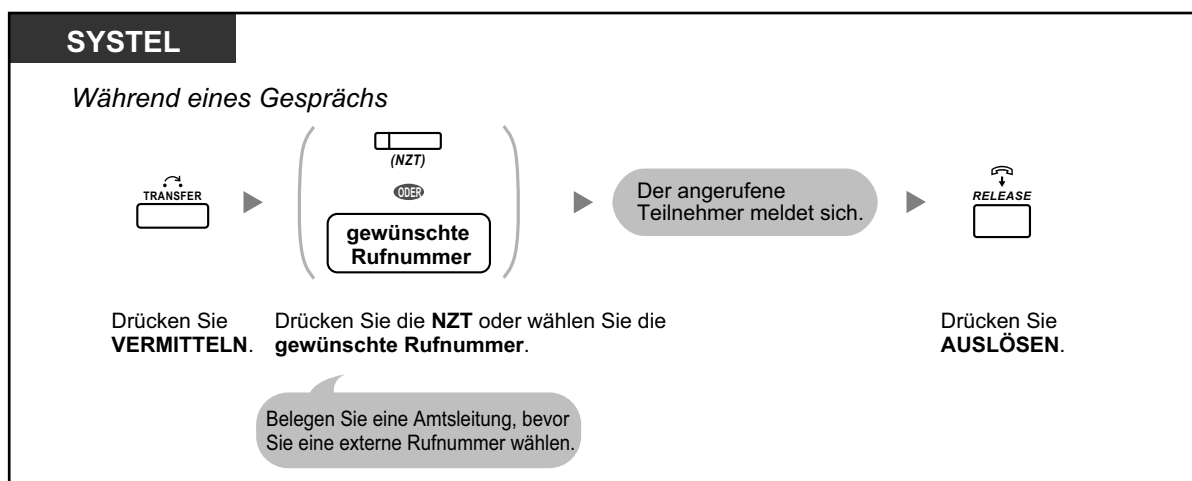 SYSTEL
Während eines Gesprächs
TRANSFER
(NZT)
ODER
gewünschte
Rufnummer
Der angerufene
Teilnehmer meldet sich.
RELEASE
Drücken Sie
VERMITTELN.
Drücken Sie die NZT oder wählen Sie die
gewünschte Rufnummer.
Drücken Sie
AUSLÖSEN.
Belegen Sie eine Amtsleitung, bevor
Sie eine externe Rufnummer wählen.